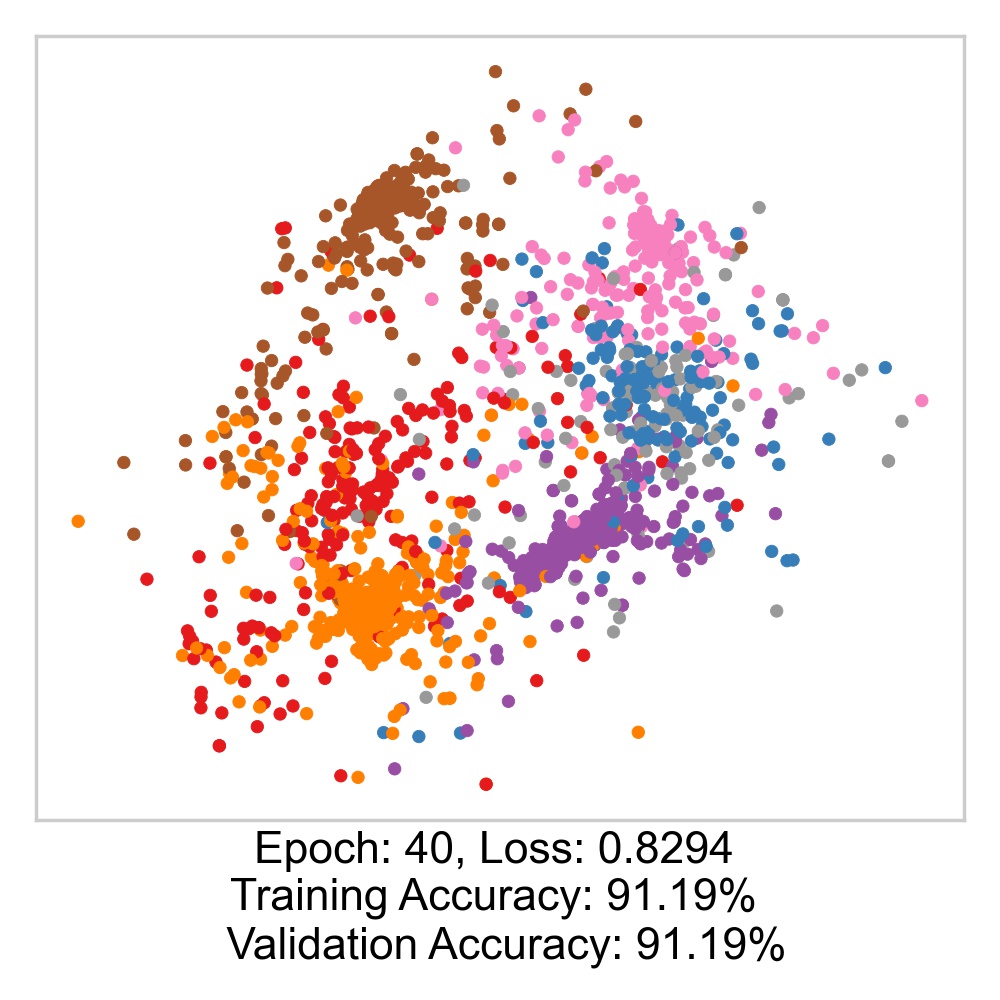 Epoch: 40, Loss: 0.8294
Training Accuracy: 91.19%
Validation Accuracy: 91.19%